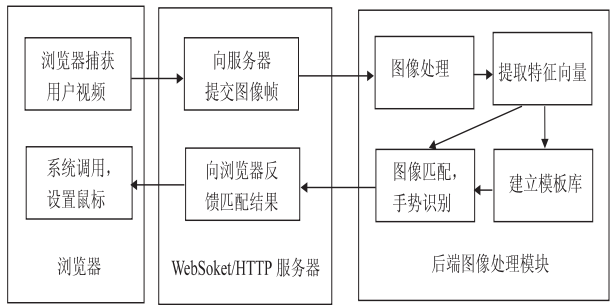 浏览器捕获
用户视频
向服务器
提交图像帧
图像处理
提取特征向量
系统调用，
设置鼠标
向浏览器反
馈匹配结果
图像匹配，
手势识别
建立模板库
浏览器
WebSoket/HTTP 服务器
后端图像处理模块